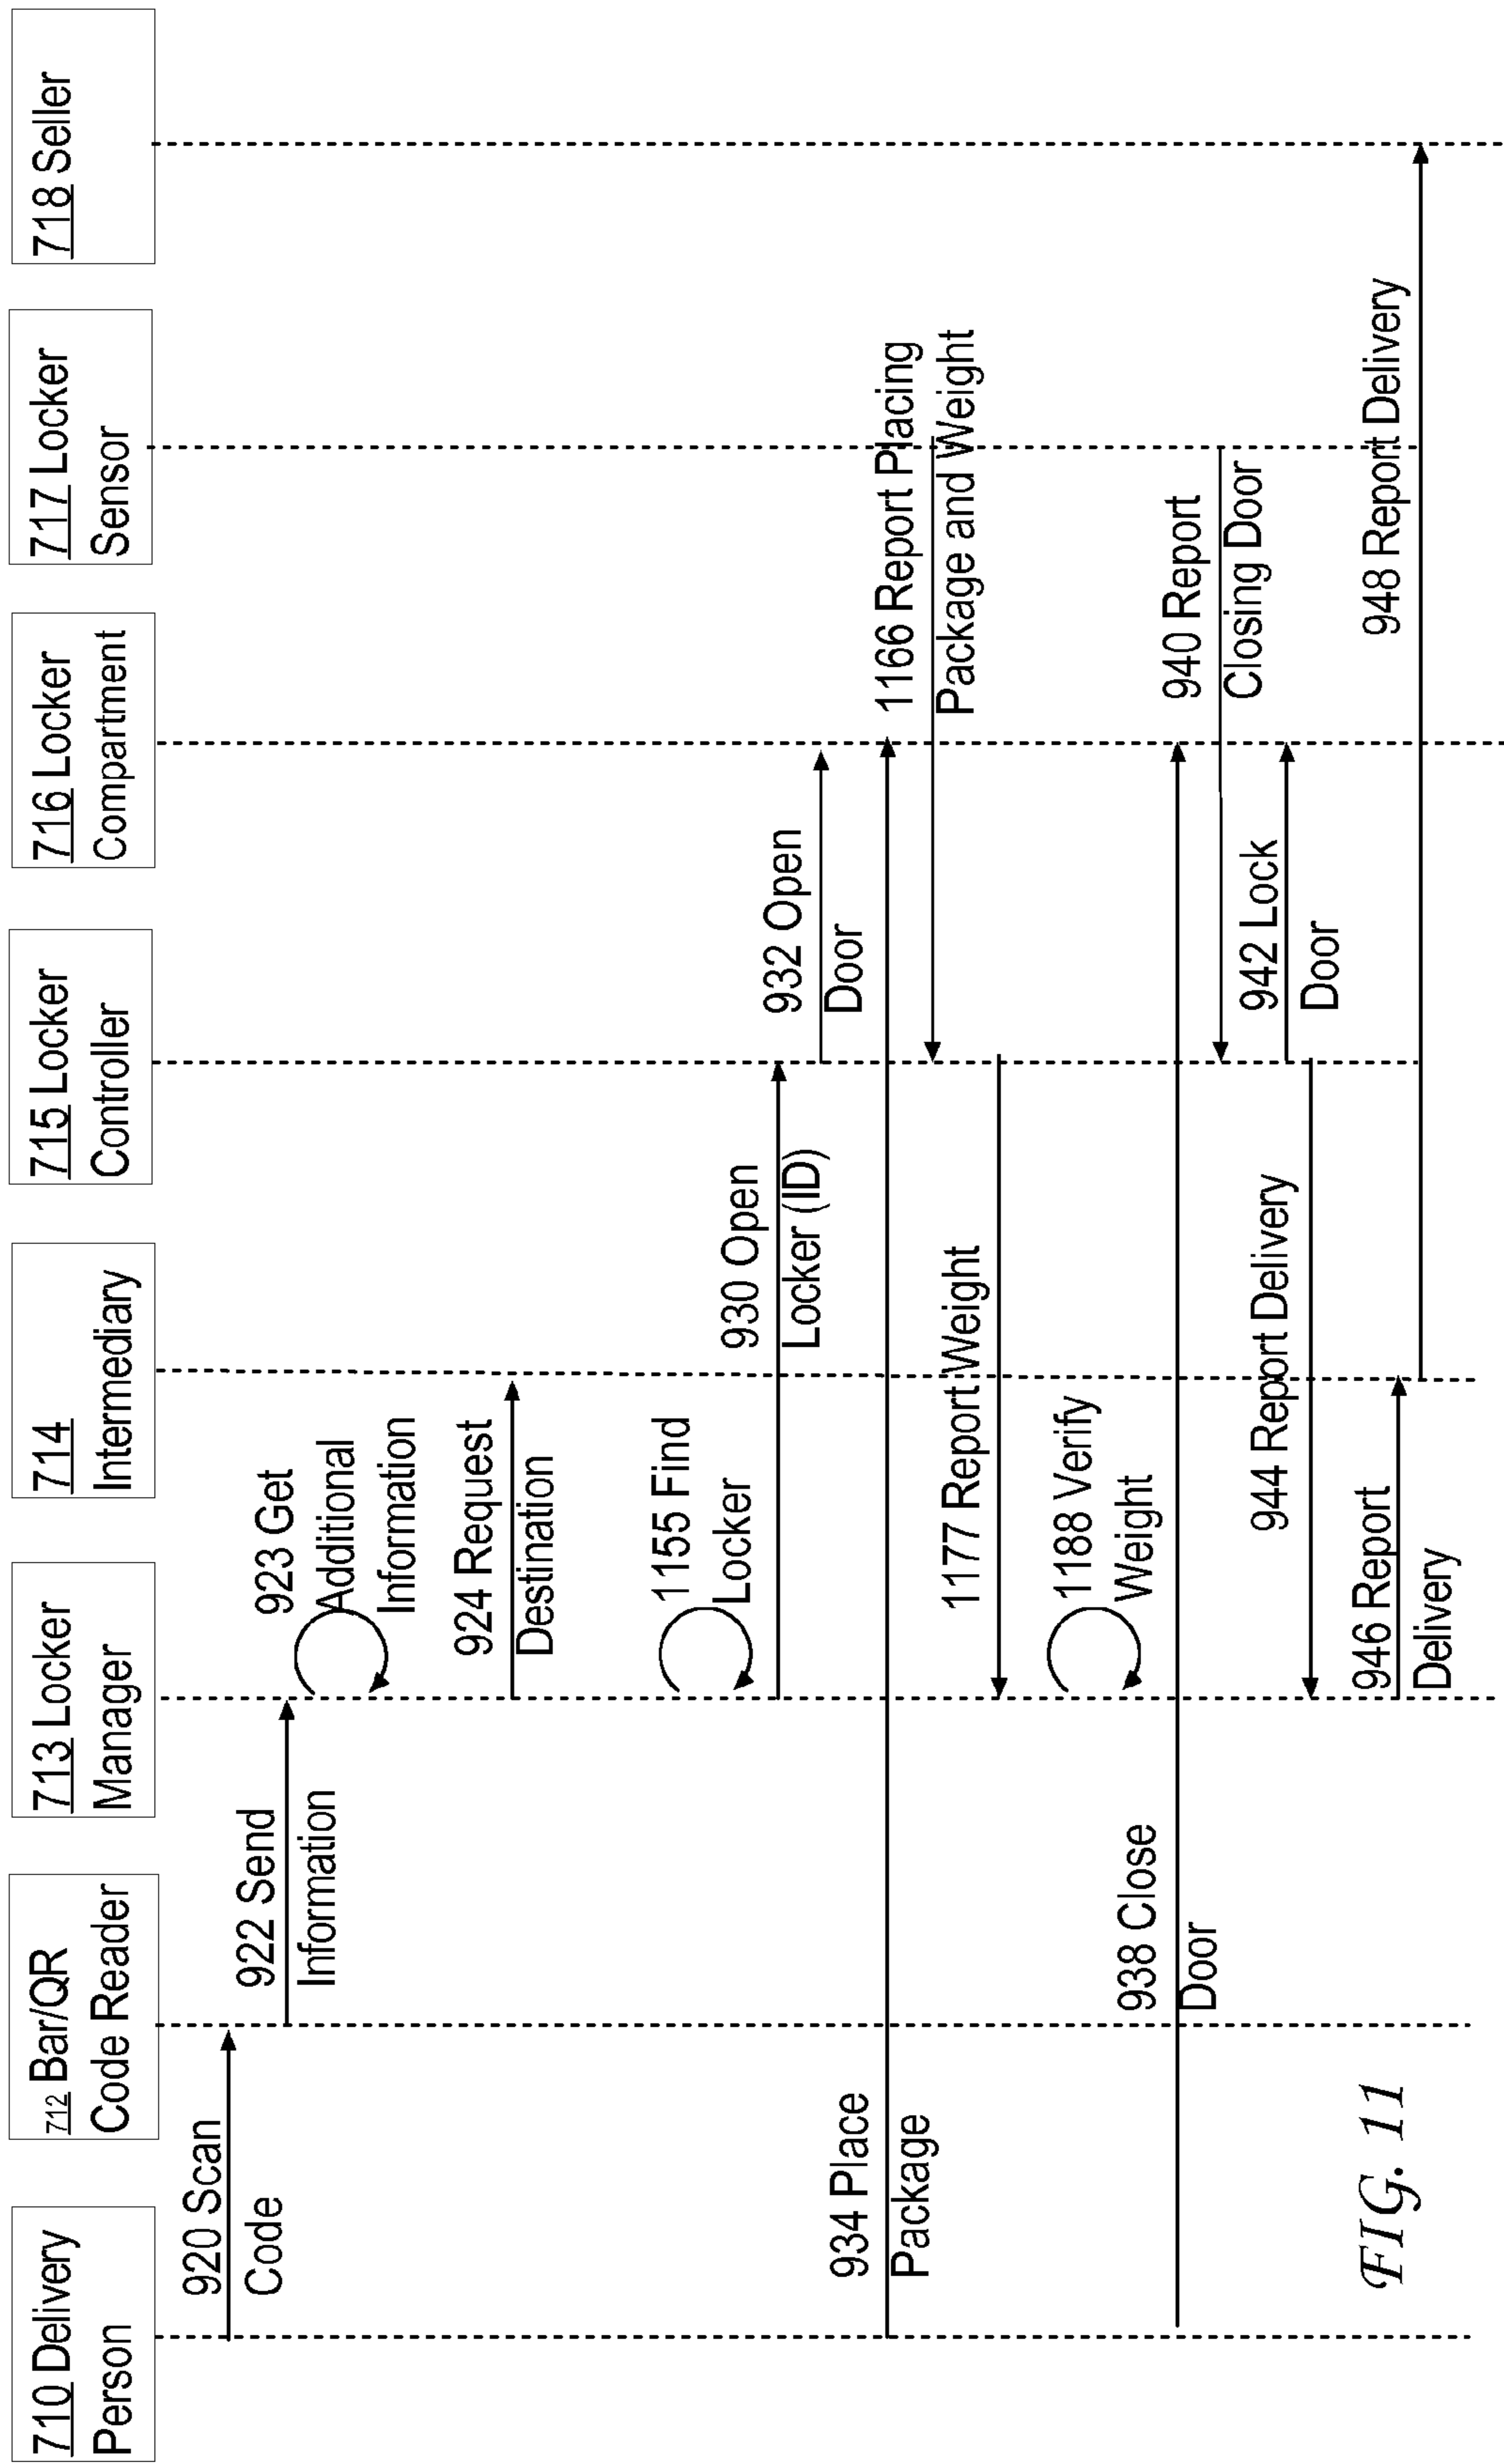 710 Delivery
Person
712 Bar/QR
Code Reader
713 Locker
Manager
714
Intermediary
715 Locker
Controller
716 Locker
Compartment
717 Locker
Sensor
718 Seller
920 Scan
Code
922 Send
Information
923 Get
Additional
Information
924 Request
Destination
1155 Find
Locker
930 Open
Locker (ID)
932 Open
Door
934 Place
Package
1166 Report Placing
Package and Weight
1177 Report Weight
1188 Verify
Weight
938 Close
Door
940 Report
Closing Door
942 Lock
Door
944 Report Delivery
946 Report
Delivery
948 Report Delivery
FIG. 11